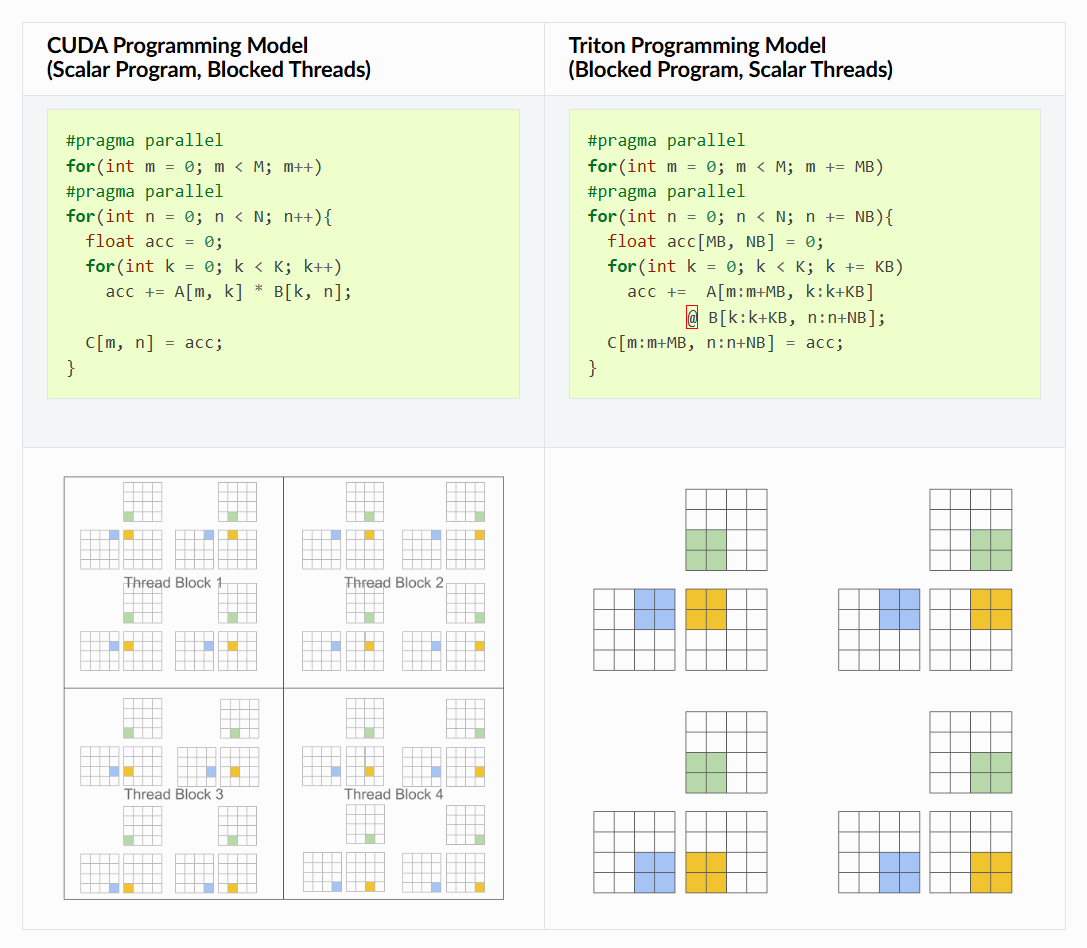 CUDA Programming Model
(Scalar Program, Blocked Threads)
#pragma parallel
for(int m = 0; m < M; m++)
#pragma parallel
for(int n = 0; n < N; n++){
float acc = 0;
for(int k = 0; k < K; k++)
acc += A[m, k] * B[k, n];
C[m, n] = acc;
}
Triton Programming Model
(Blocked Program, Scalar Threads)
#pragma parallel
for(int m = 0; m < M; m += MB)
#pragma parallel
for(int n = 0; n < N; n += NB){
float acc[MB, NB] = 0;
for(int k = 0; k < K; k += KB)
acc += A[m:m+MB, k:k+KB]
@ B[k:k+KB, n:n+NB];
C[m:m+MB, n:n+NB] = acc;
}
Thread Block 1
Thread Block 2
Thread Block 3
Thread Block 4